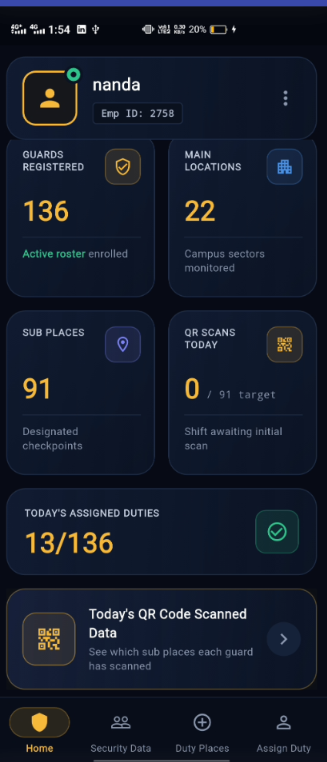 4G+ 4G 1:54 20%
nanda
Emp ID: 2758
GUARDS MAIN
REGISTERED LOCATIONS
136 22
Active roster enrolled Campus sectors
monitored
SUB PLACES QR SCANS
TODAY
91 0 / 91 target
Designated Shift awaiting initial
checkpoints scan
TODAY'S ASSIGNED DUTIES
13/136
Today's QR Code Scanned
Data
See which sub places each guard
has scanned
Home Security Data Duty Places Assign Duty